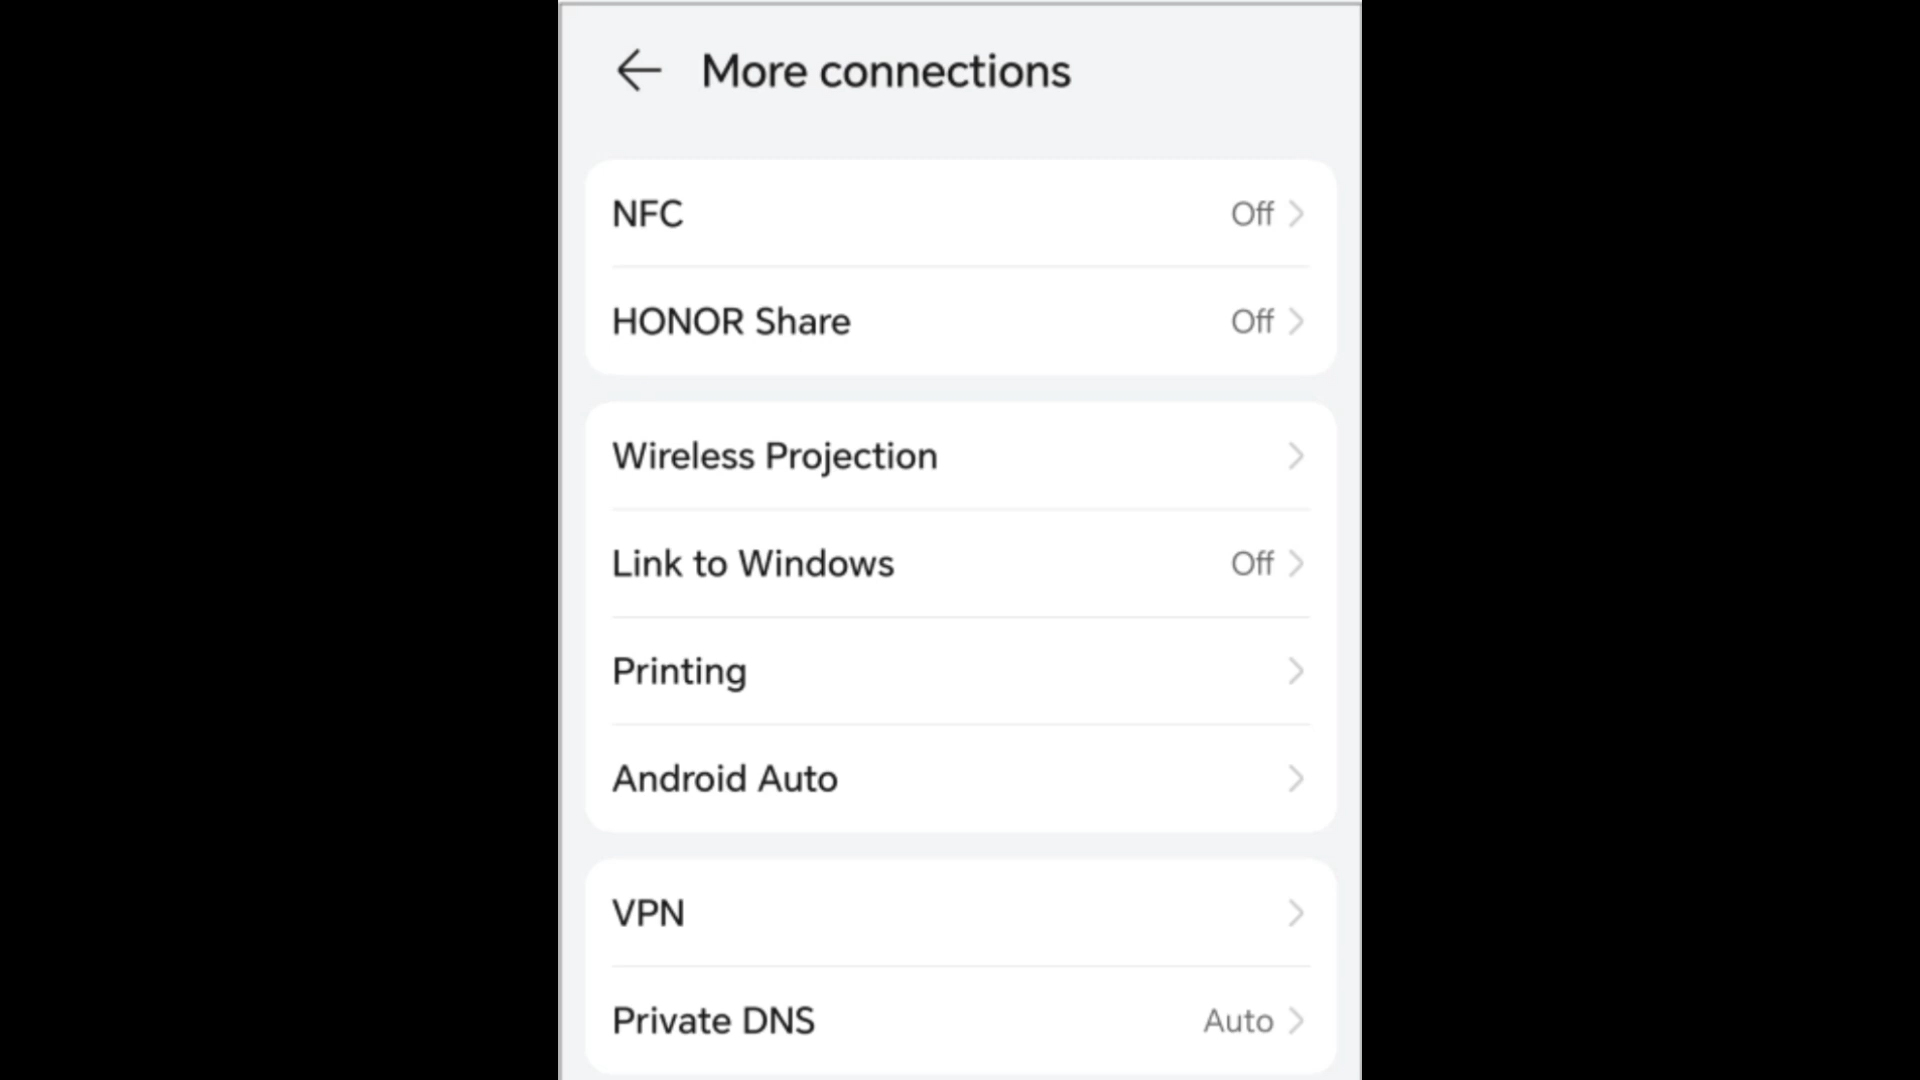 More connections
NFC Off
HONOR Share Off
Wireless Projection
Link to Windows Off
Printing
Android Auto
VPN
Private DNS Auto